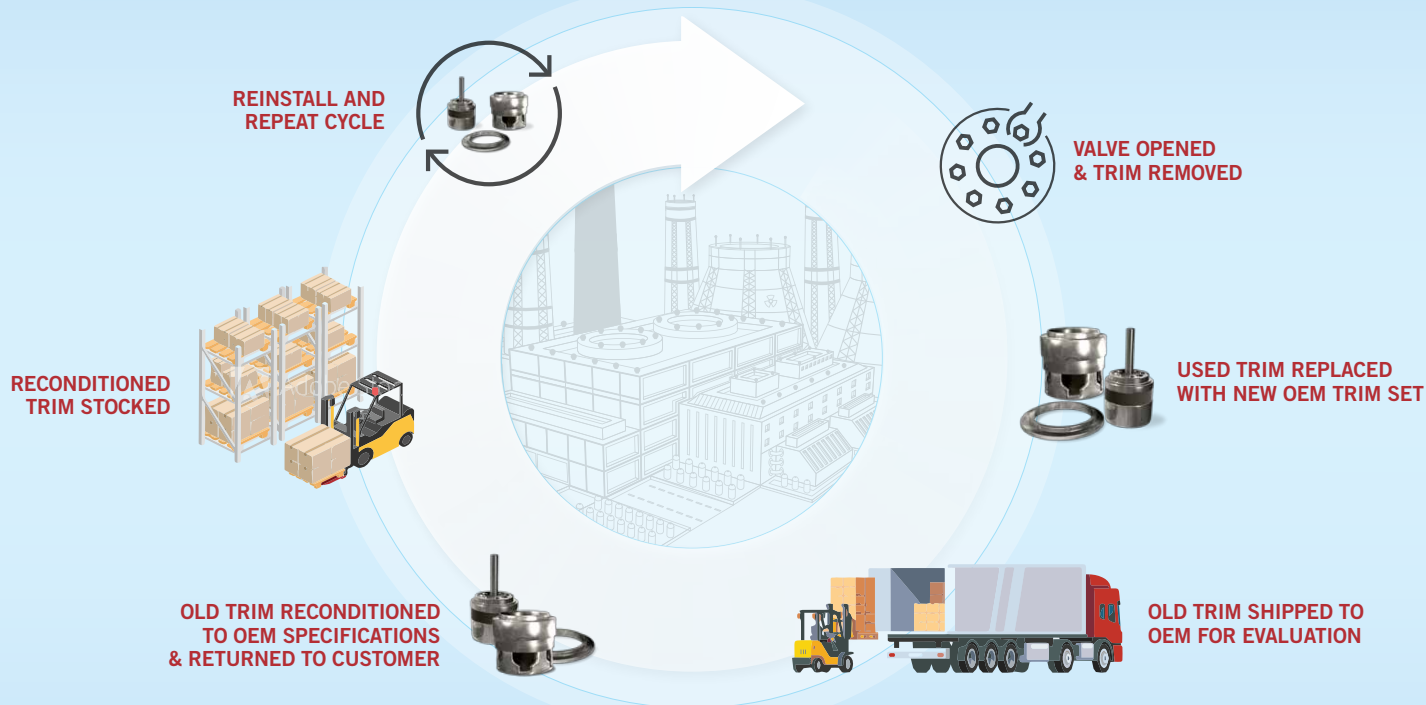 REINSTALL AND
REPEAT CYCLE
VALVE OPENED
& TRIM REMOVED
USED TRIM REPLACED
WITH NEW OEM TRIM SET
OLD TRIM SHIPPED TO
OEM FOR EVALUATION
OLD TRIM RECONDITIONED
TO OEM SPECIFICATIONS
& RETURNED TO CUSTOMER
RECONDITIONED
TRIM STOCKED